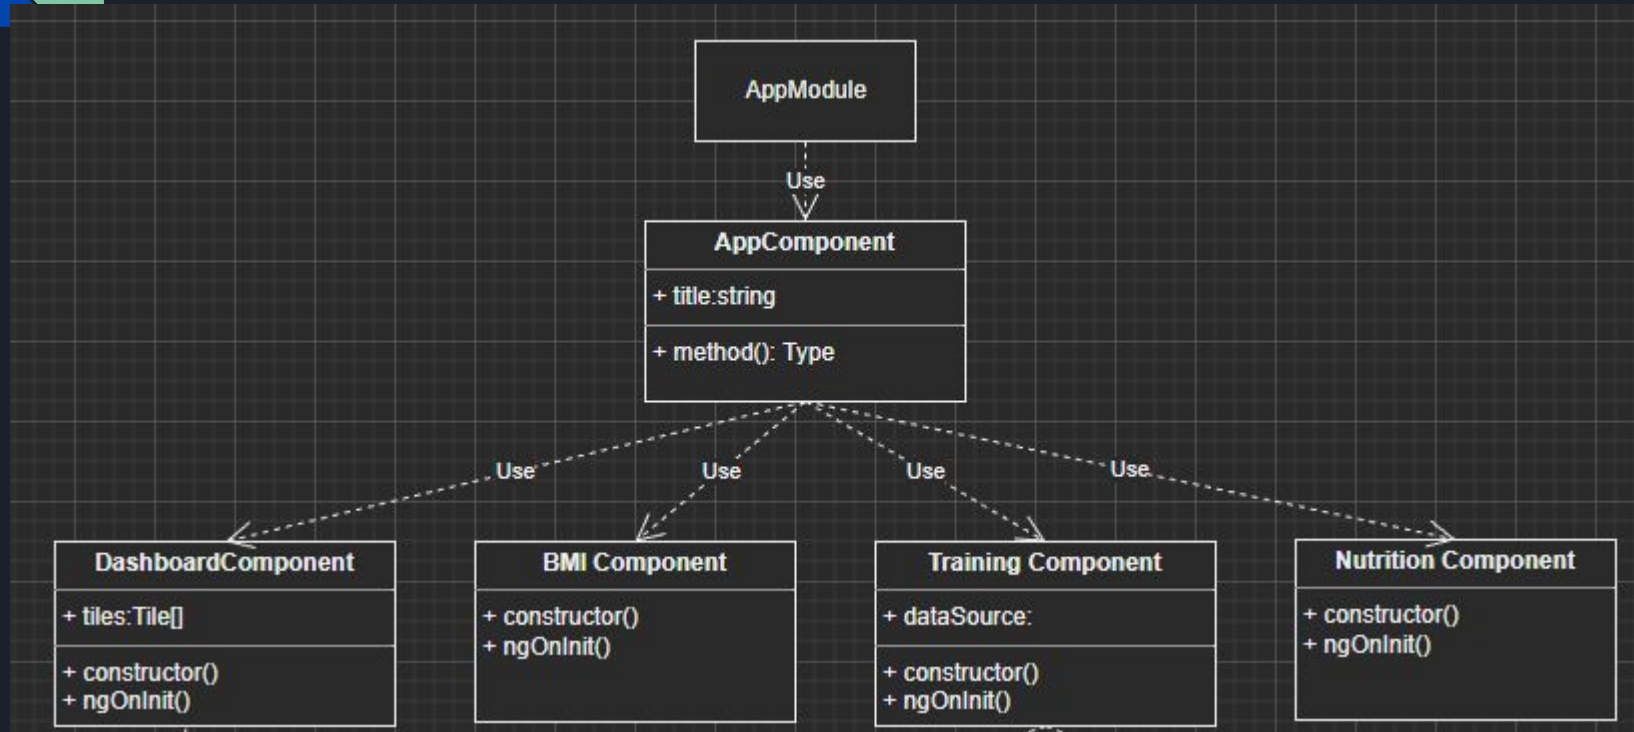 AppModule
Use
AppComponent
+ title:string
+ method(): Type
Use
Use
Use
Use
DashboardComponent
+ tiles:Tile[]
+ constructor()
+ ngOnInit()
BMI Component
+ constructor()
+ ngOnInit()
Training Component
+ dataSource:
+ constructor()
+ ngOnInit()
Nutrition Component
+ constructor()
+ ngOnInit()